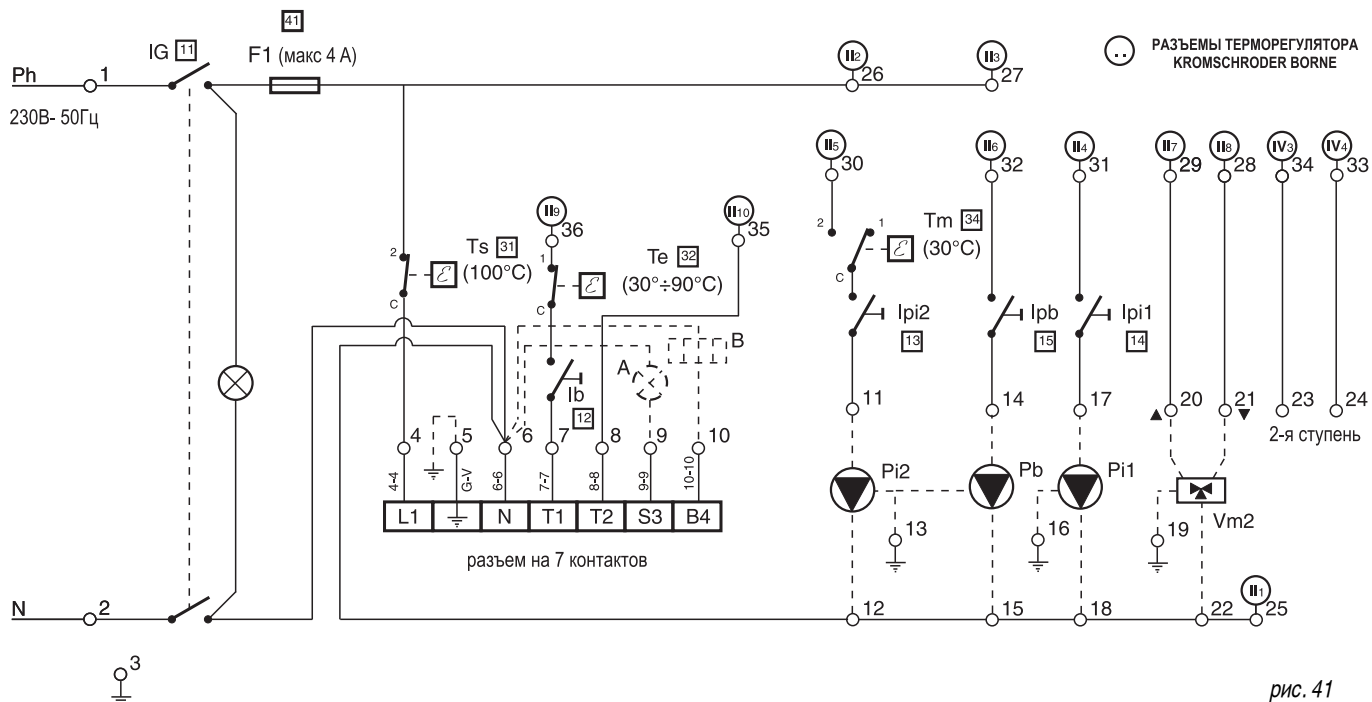 41
IG 11
F1 (макс 4 А)
II2
II3
.. РАЗЪЕМЫ ТЕРМОРЕГУЛЯТОРА
KROMSCHRODER BORNE
Ph
1
26
27
230В- 50Гц
II5
II6
II4
II7
II8
IV3
IV4
30
32
31
29
28
34
33
II9
II10
36
35
2
1
Tm 34
(30°C)
ℰ
C
2
Ts 31
(100°C)
ℰ
C
1
Te 32
(30°÷90°C)
ℰ
C
Ipi2
13
Ipb
15
Ipi1
14
A
B
Ib
12
11
14
17
20
21
23
24
2-я ступень
4
5
6
7
8
9
10
4-4
G-V
6-6
7-7
8-8
9-9
10-10
L1
N
T1
T2
S3
B4
разъем на 7 контактов
Pi2
Pb
Pi1
Vm2
13
16
19
N
2
12
15
18
22
II1
25
3
рис. 41